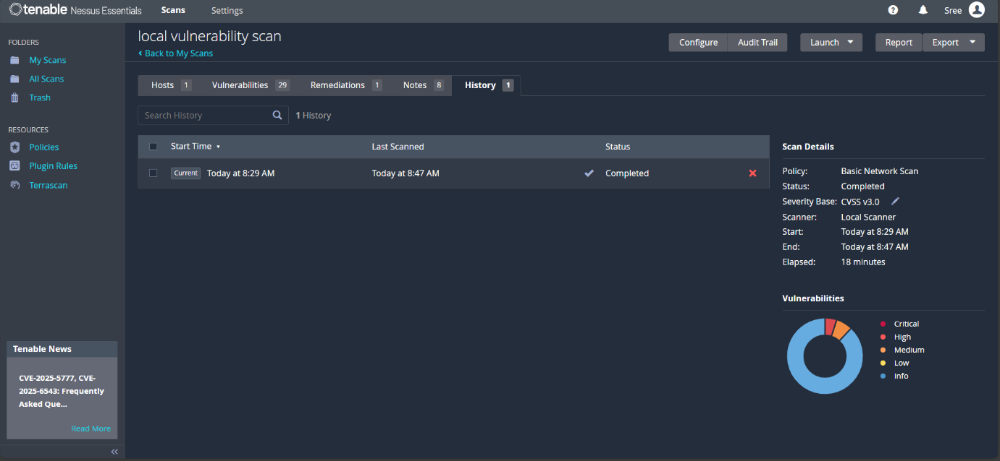 tenable Nessus Essentials Scans Settings Sree
FOLDERS
My Scans
All Scans
Trash
RESOURCES
Policies
Plugin Rules
Terrascan
Tenable News
CVE-2025-5777, CVE-
2025-6543: Frequently
Asked Que...
Read More
local vulnerability scan
Back to My Scans
Configure Audit Trail Launch Report Export
Hosts 1 Vulnerabilities 29 Remediations 1 Notes 8 History 1
Search History 1 History
Start Time Last Scanned Status
Current Today at 8:29 AM Today at 8:47 AM Completed
Scan Details
Policy: Basic Network Scan
Status: Completed
Severity Base: CVSS v3.0
Scanner: Local Scanner
Start: Today at 8:29 AM
End: Today at 8:47 AM
Elapsed: 18 minutes
Vulnerabilities
Critical
High
Medium
Low
Info